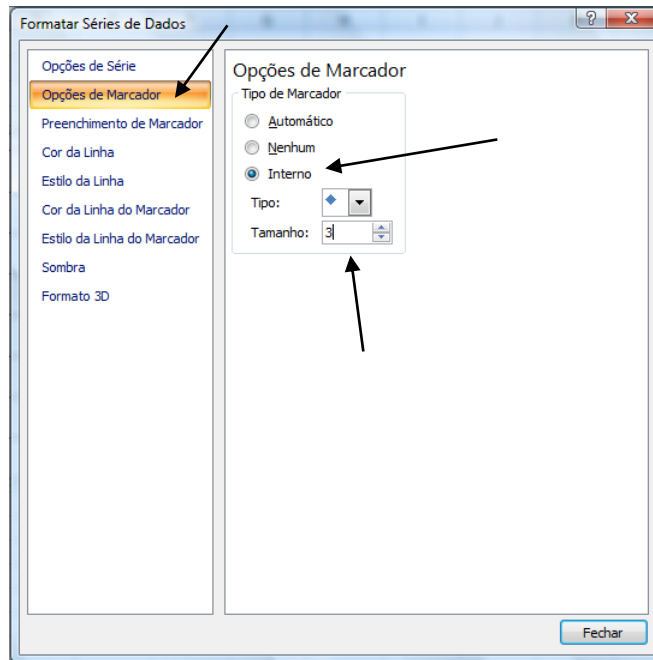 Formatar Séries de Dados
?
X
Opções de Série
Opções de Marcador
Preenchimento de Marcador
Cor da Linha
Estilo da Linha
Cor da Linha do Marcador
Estilo da Linha do Marcador
Sombra
Formato 3D
Opções de Marcador
Tipo de Marcador
Automático
Nenhum
Interno
Tipo:
Tamanho: 3
Fechar